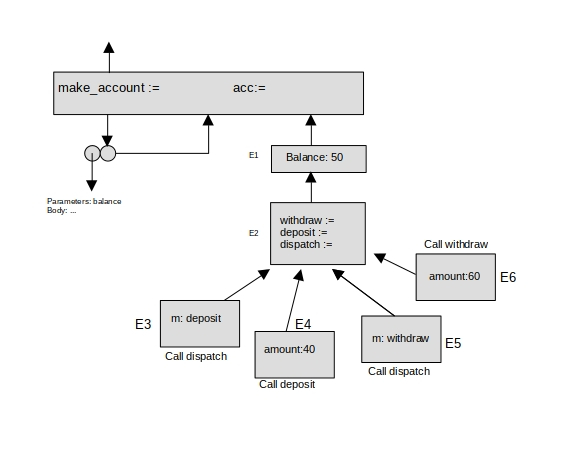 make_account := acc:=
E1
Balance: 50
Parameters: balance
Body: ...
E2
withdraw :=
deposit :=
dispatch :=
Call withdraw
amount:60
E6
E3
m: deposit
Call dispatch
E4
amount:40
Call deposit
m: withdraw
E5
Call dispatch